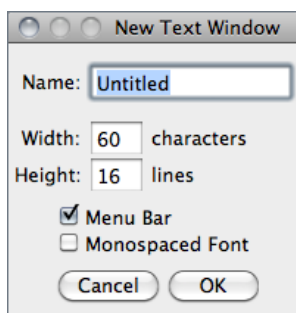 New Text Window
Name: Untitled
Width: 60 characters
Height: 16 lines
Menu Bar
Monospaced Font
Cancel OK